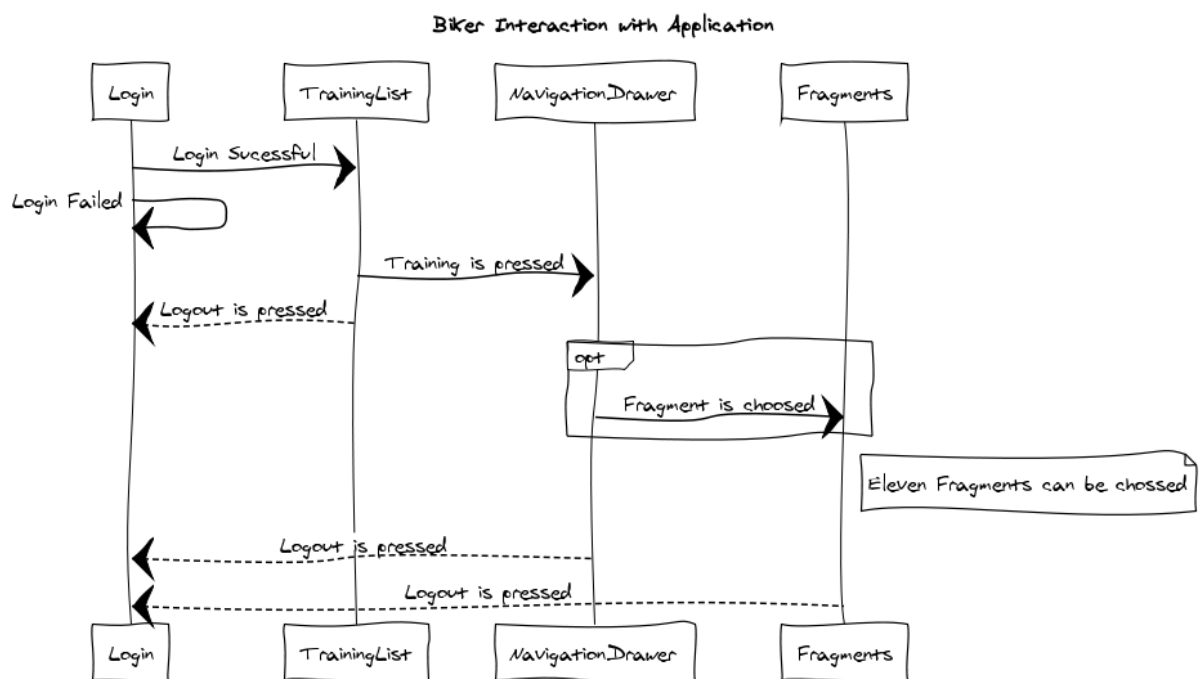 Biker Interaction with Application
Login
TrainingList
NavigationDrawer
Fragments
Login Sucessful
Login Failed
Training is pressed
Logout is pressed
opt
Fragment is choosed
Eleven Fragments can be chossed
Logout is pressed
Logout is pressed
Login
TrainingList
NavigationDrawer
Fragments